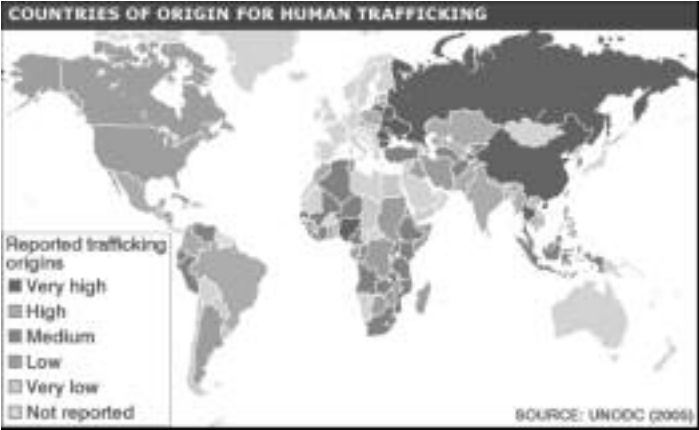 COUNTRIES OF ORIGIN FOR HUMAN TRAFFICKING
Reported trafficking
origins
Very high
High
Medium
Low
Very low
Not reported
SOURCE: UNODC (2005)